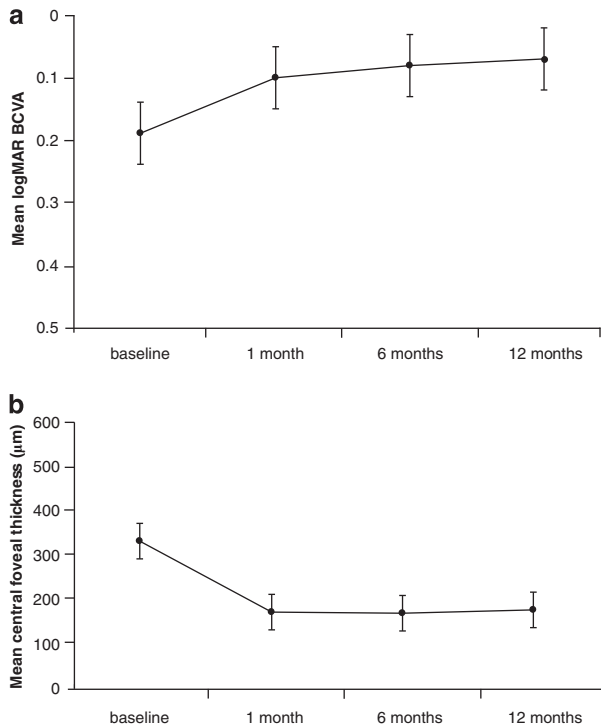 a
Mean logMAR BCVA
0
0.1
0.2
0.3
0.4
0.5
baseline 1 month 6 months 12 months
b
Mean central foveal thickness (μm)
600
500
400
300
200
100
0
baseline 1 month 6 months 12 months